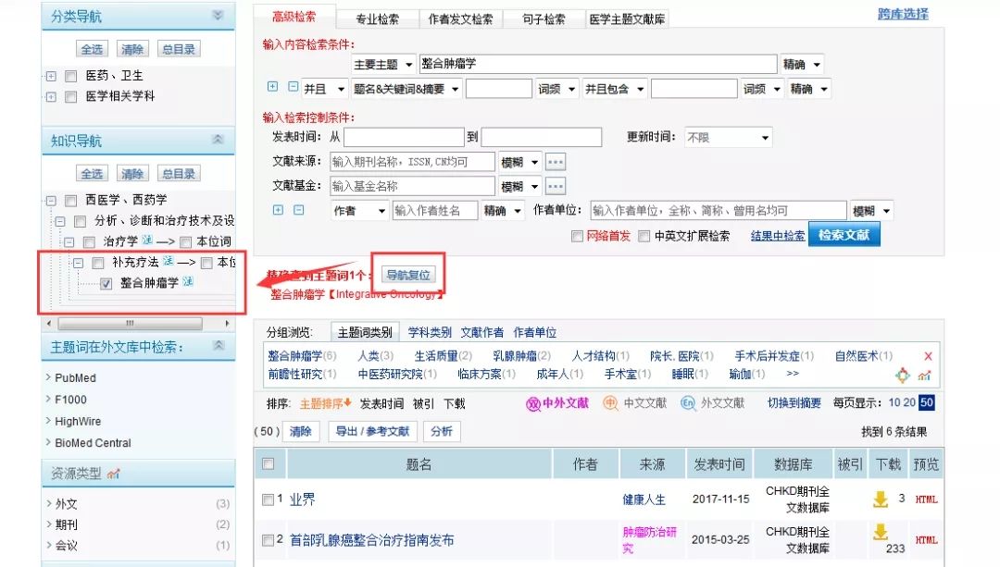 分类导航
全选 清除 总目录
医药、卫生
医学相关学科
知识导航
全选 清除 总目录
西医学、西药学
分析、诊断和治疗技术及设
治疗学 注 —> 本位词
补充疗法 注 —> 本位
整合肿瘤学 注
主题词在外文库中检索：
> PubMed
> F1000
> HighWire
> BioMed Central
资源类型
> 外文 (3)
> 期刊 (2)
> 会议 (1)
高级检索 专业检索 作者发文检索 句子检索 医学主题文献库 跨库选择
输入内容检索条件：
主要主题 整合肿瘤学 精确
并且 题名&关键词&摘要 词频 并且包含 词频 精确
输入检索控制条件：
发表时间： 从 到 更新时间： 不限
文献来源： 输入期刊名称，ISSN,CN均可 模糊 ...
文献基金： 输入基金名称 模糊 ...
作者 输入作者姓名 精确 作者单位： 输入作者单位，全称、简称、曾用名均可 模糊
网络首发 中英文扩展检索 结果中检索 检索文献
精确查到主题词1个： 导航复位
整合肿瘤学【Integrative Oncology】
分组浏览： 主题词类别 学科类别 文献作者 作者单位
整合肿瘤学(6) 人类(3) 生活质量(2) 乳腺肿瘤(2) 人才结构(1) 院长, 医院(1) 手术后并发症(1) 自然医术(1) X
前瞻性研究(1) 中医药研究院(1) 临床方案(1) 成年人(1) 手术室(1) 睡眠(1) 瑜伽(1) >>
排序： 主题排序 发表时间 被引 下载 双 中外文献 中 中文文献 En 外文文献 切换到摘要 每页显示： 10 20 50
(50) 清除 导出 / 参考文献 分析 找到 6 条结果
题名 作者 来源 发表时间 数据库 被引 下载 预览
1 业界 健康人生 2017-11-15 CHKD期刊全文数据库 3 HTML
2 首部乳腺癌整合治疗指南发布 肿瘤防治研究 2015-03-25 CHKD期刊全文数据库 233 HTML